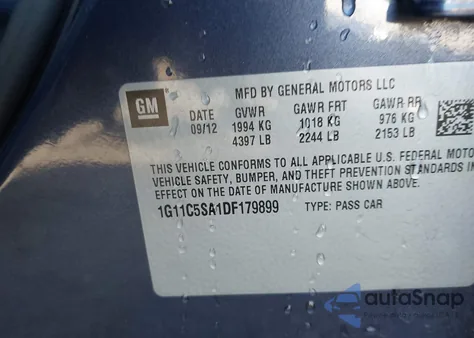 MFD BY GENERAL MOTORS LLC
GM
DATE GVWR GAWR FRT GAWR RR
09/12 1994 KG 1018 KG 976 KG
4397 LB 2244 LB 2153 LB
THIS VEHICLE CONFORMS TO ALL APPLICABLE U.S. FEDERAL MOTO
VEHICLE SAFETY, BUMPER, AND THEFT PREVENTION STANDARDS IN
EFFECT ON THE DATE OF MANUFACTURE SHOWN ABOVE.
1G11C5SA1DF179899 TYPE: PASS CAR
autoSnap